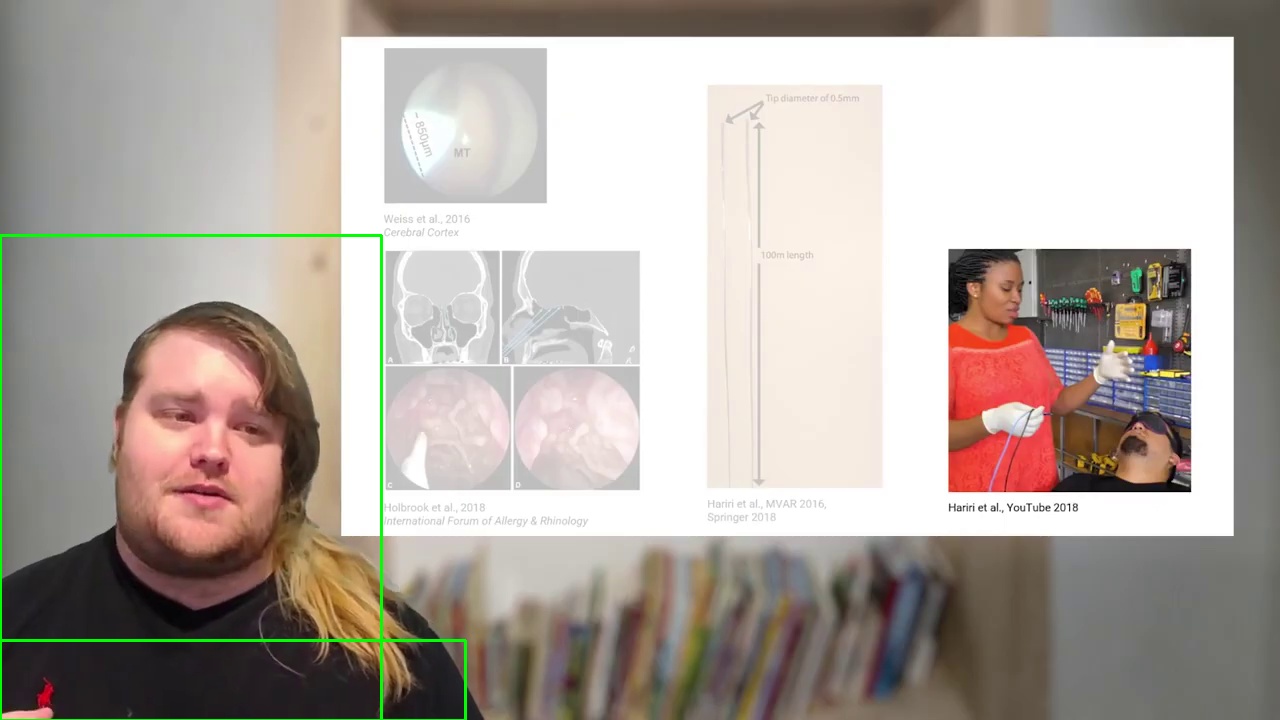 850µm
MT
Weiss et al., 2016
Cerebral Cortex
A
B
A
C
D
Holbrook et al., 2018
International Forum of Allergy & Rhinology
Tip diameter of 0.5mm
100m length
Hariri et al., MVAR 2016,
Springer 2018
Hariri et al., YouTube 2018